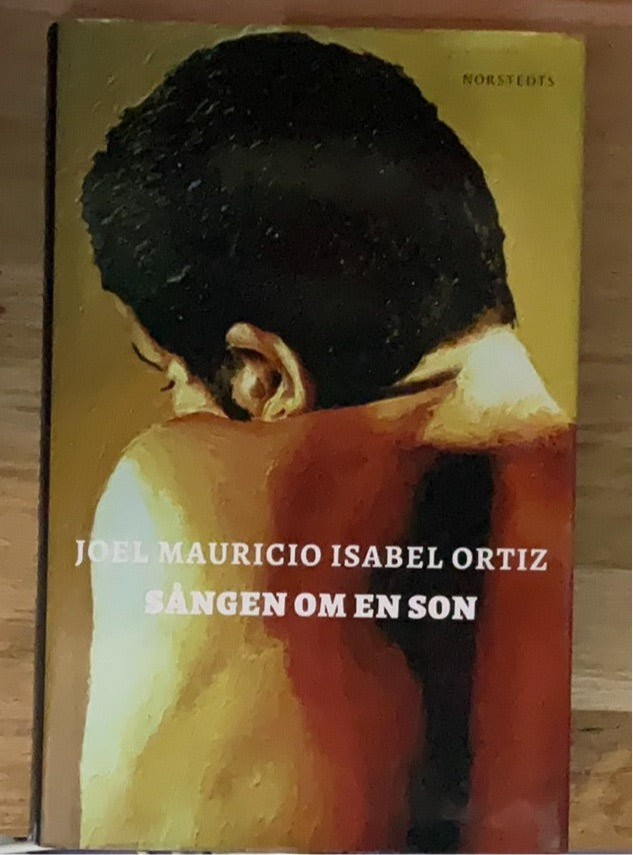 NORSTEDTS
JOEL MAURICIO ISABEL ORTIZ
SÅNGEN OM EN SON